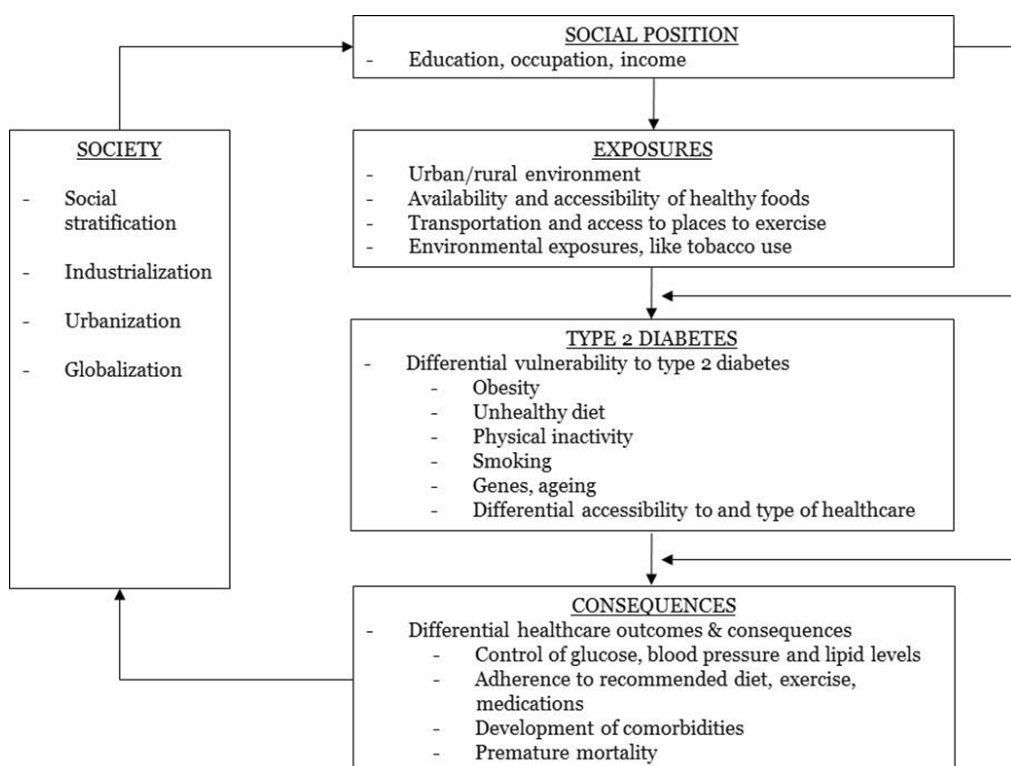 SOCIAL POSITION
- Education, occupation, income
SOCIETY
- Social
stratification
- Industrialization
- Urbanization
- Globalization
EXPOSURES
- Urban/rural environment
- Availability and accessibility of healthy foods
- Transportation and access to places to exercise
- Environmental exposures, like tobacco use
TYPE 2 DIABETES
- Differential vulnerability to type 2 diabetes
- Obesity
- Unhealthy diet
- Physical inactivity
- Smoking
- Genes, ageing
- Differential accessibility to and type of healthcare
CONSEQUENCES
- Differential healthcare outcomes & consequences
- Control of glucose, blood pressure and lipid levels
- Adherence to recommended diet, exercise,
medications
- Development of comorbidities
- Premature mortality